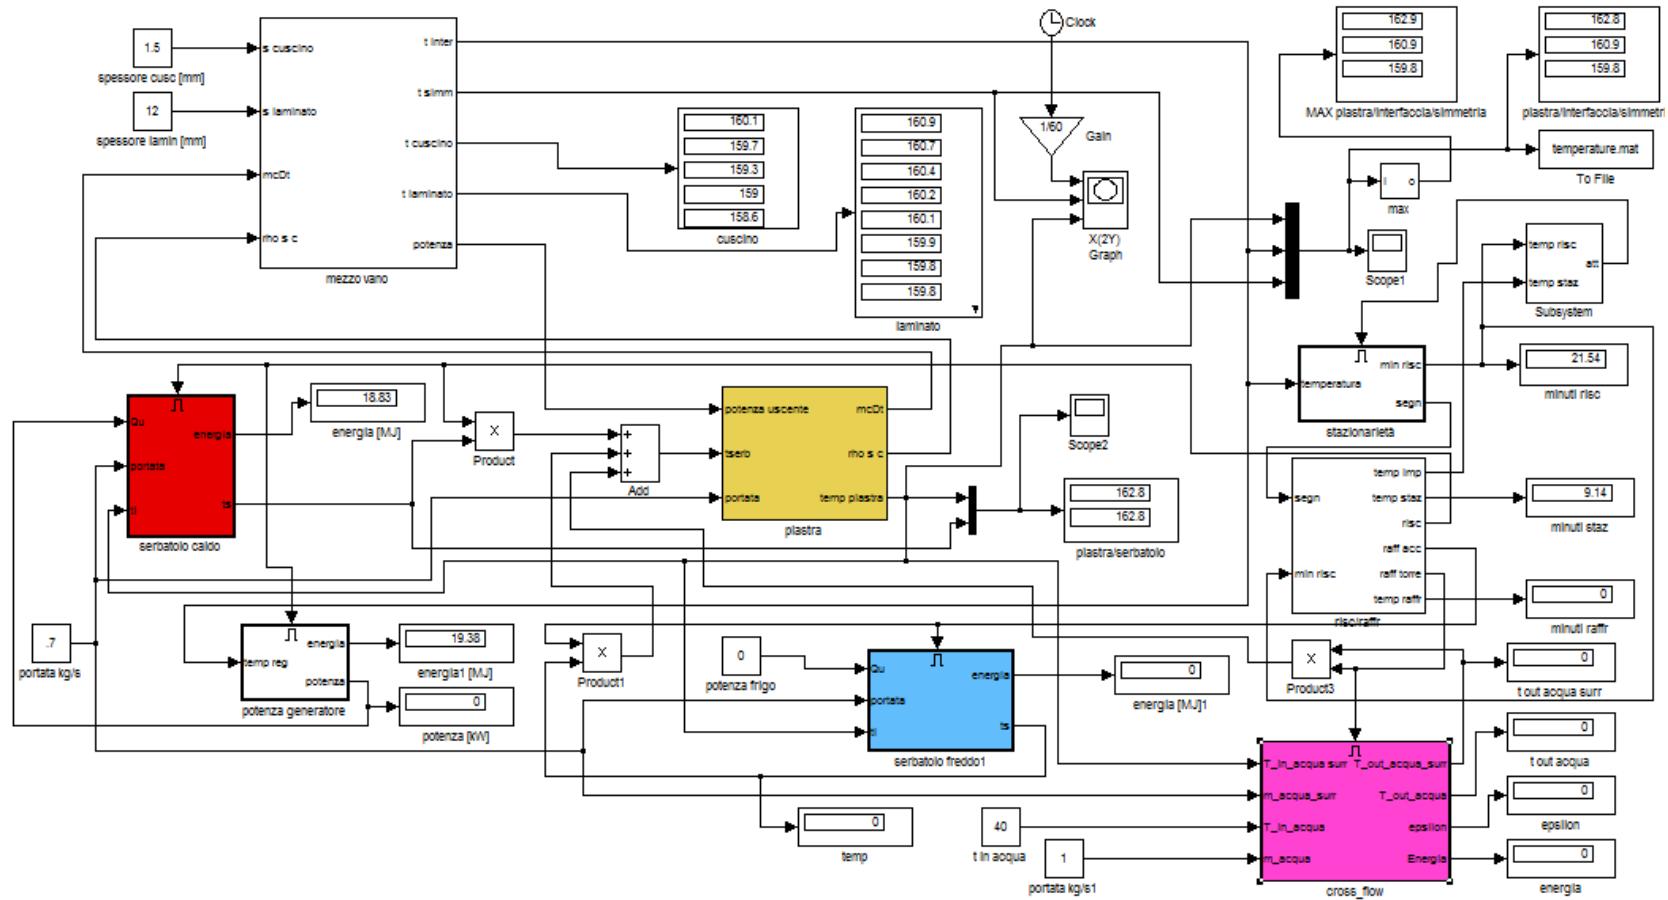 1.5
spessore cusc [mm]
12
spessore lamin [mm]
s cuscino
s laminato
mcDt
rho s c
t inter
t simm
t cuscino
t laminato
potenza
mezzo vano
160.1
159.7
159.3
159
158.6
cuscino
160.9
160.7
160.4
160.2
160.1
159.9
159.8
159.8
laminato
Clock
1/60
Gain
X(2Y)
Graph
162.9
160.9
159.8
MAX piastra/interfaccia/simmetria
162.8
160.9
159.8
piastra/interfaccia/simmetri
temperature.mat
To File
i
o
max
Scope1
temp risc
temp staz
att
Subsystem
temperatura
min risc
segn
stazionarietà
21.54
minuti risc
Qu
portata
ti
energia
ts
serbatoio caldo
18.83
energia [MJ]
X
Product
+
+
+
Add
potenza uscente
tserb
portata
mcDt
rho s c
temp piastra
piastra
Scope2
162.8
162.8
piastra/serbatoio
segn
min risc
temp imp
temp staz
risc
raff acc
raff torre
temp raffr
risc/raffr
9.14
minuti staz
0
minuti raffr
.7
portata kg/s
temp reg
energia
potenza
potenza generatore
19.38
energia1 [MJ]
0
potenza [kW]
X
Product1
0
potenza frigo
Qu
portata
ti
energia
ts
serbatoio freddo1
0
energia [MJ]1
X
Product3
0
t out acqua surr
0
t out acqua
0
epsilon
0
energia
0
temp
40
t in acqua
1
portata kg/s1
T_in_acqua surr
m_acqua_surr
T_in_acqua
m_acqua
T_out_acqua_surr
T_out_acqua
epsilon
Energia
cross_flow